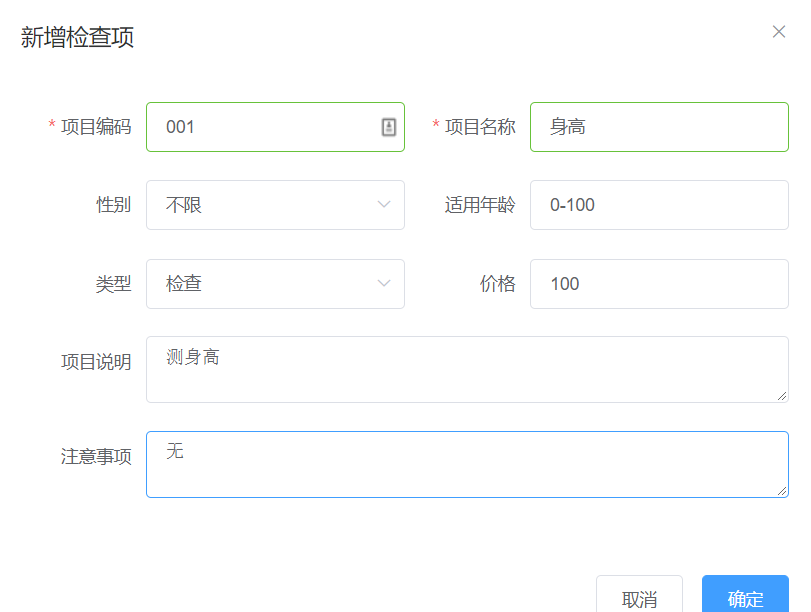 新增检查项
* 项目编码 001 * 项目名称 身高
性别 不限 适用年龄 0-100
类型 检查 价格 100
项目说明 测身高
注意事项 无
取消 确定